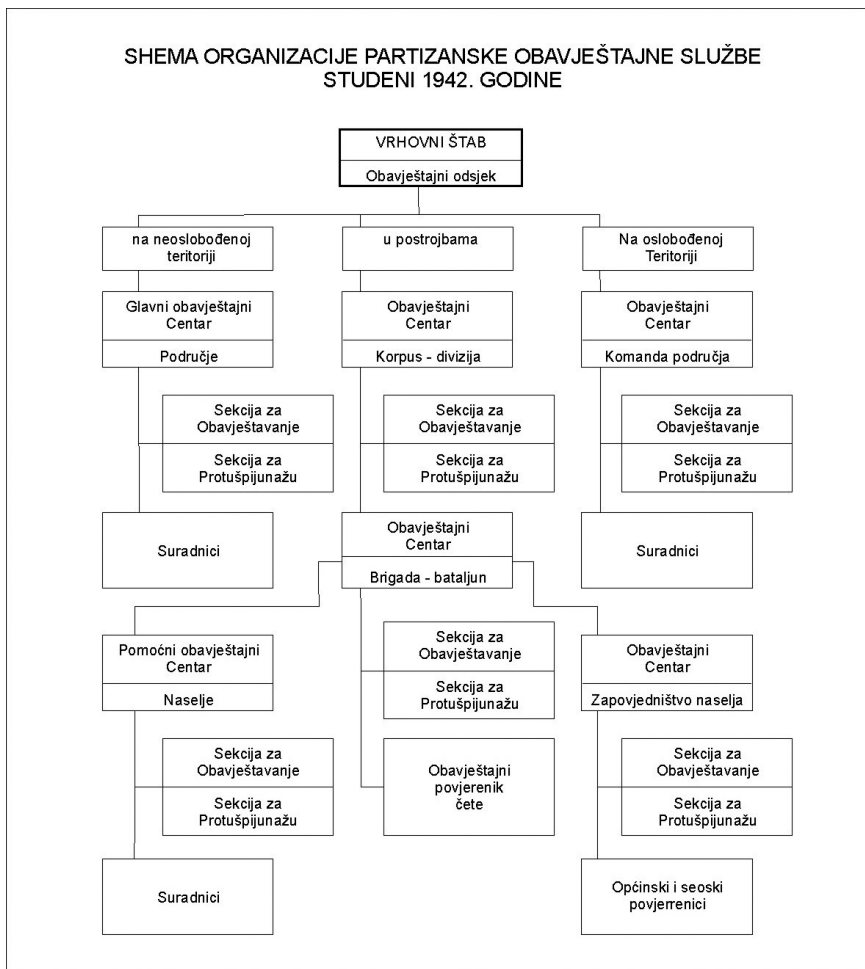 SHEMA ORGANIZACIJE PARTIZANSKE OBAVJEŠTAJNE SLUŽBE
STUDENI 1942. GODINE
VRHOVNI ŠTAB
Obavještajni odsjek
na neoslobođenoj
teritoriji
u postrojbama
Na oslobođenoj
Teritoriji
Glavni obavještajni
Centar
Područje
Obavještajni
Centar
Korpus - divizija
Obavještajni
Centar
Komanda područja
Sekcija za
Obavještavanje
Sekcija za
Protušpijunažu
Sekcija za
Obavještavanje
Sekcija za
Protušpijunažu
Sekcija za
Obavještavanje
Sekcija za
Protušpijunažu
Suradnici
Obavještajni
Centar
Brigada - bataljun
Suradnici
Pomoćni obavještajni
Centar
Naselje
Sekcija za
Obavještavanje
Sekcija za
Protušpijunažu
Obavještajni
Centar
Zapovjedništvo naselja
Sekcija za
Obavještavanje
Sekcija za
Protušpijunažu
Obavještajni
povjerenik
čete
Sekcija za
Obavještavanje
Sekcija za
Protušpijunažu
Suradnici
Općinski i seoski
povjerrenici